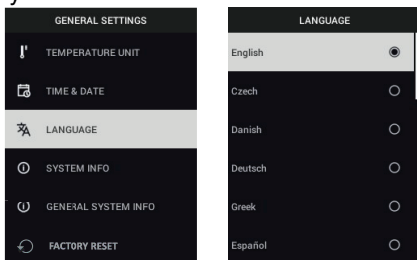 GENERAL SETTINGS
TEMPERATURE UNIT
TIME & DATE
LANGUAGE
SYSTEM INFO
GENERAL SYSTEM INFO
FACTORY RESET
LANGUAGE
English
Czech
Danish
Deutsch
Greek
Español